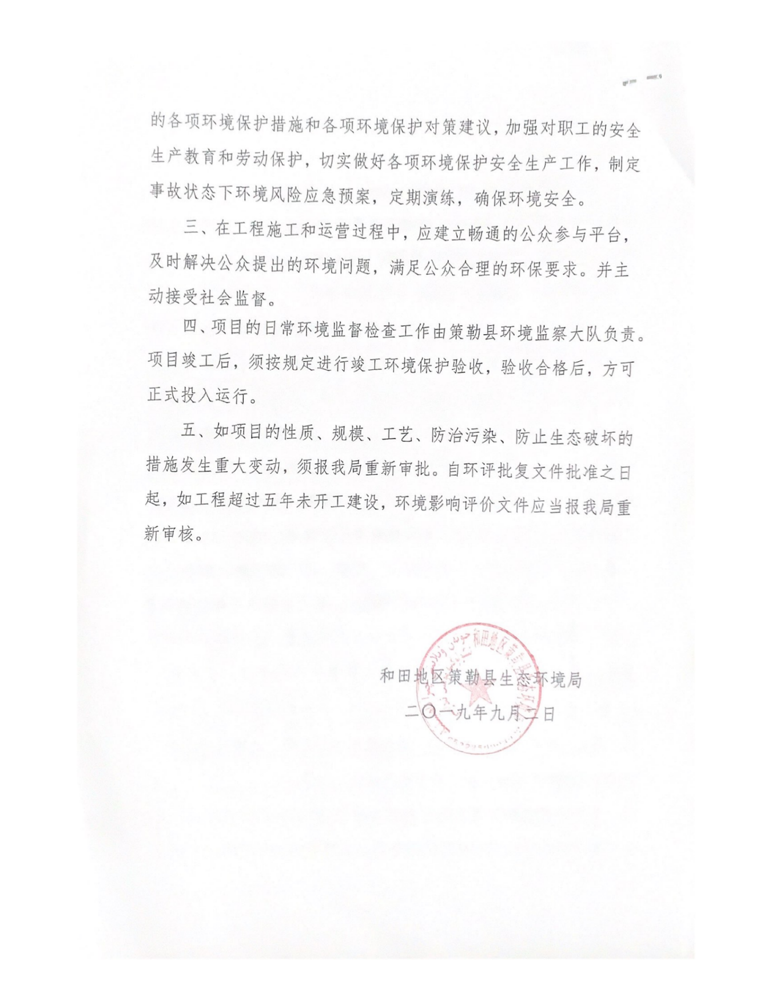 的各项环境保护措施和各项环境保护对策建议，加强对职工的安全
生产教育和劳动保护，切实做好各项环境保护安全生产工作，制定
事故状态下环境风险应急预案，定期演练，确保环境安全。
三、在工程施工和运营过程中，应建立畅通的公众参与平台，
及时解决公众提出的环境问题，满足公众合理的环保要求。并主
动接受社会监督。
四、项目的日常环境监督检查工作由策勒县环境监察大队负责。
项目竣工后，须按规定进行竣工环境保护验收，验收合格后，方可
正式投入运行。
五、如项目的性质、规模、工艺、防治污染、防止生态破坏的
措施发生重大变动，须报我局重新审批。自环评批复文件批准之日
起，如工程超过五年未开工建设，环境影响评价文件应当报我局重
新审核。
和田地区策勒县生态环境局
二〇一九年九月二日